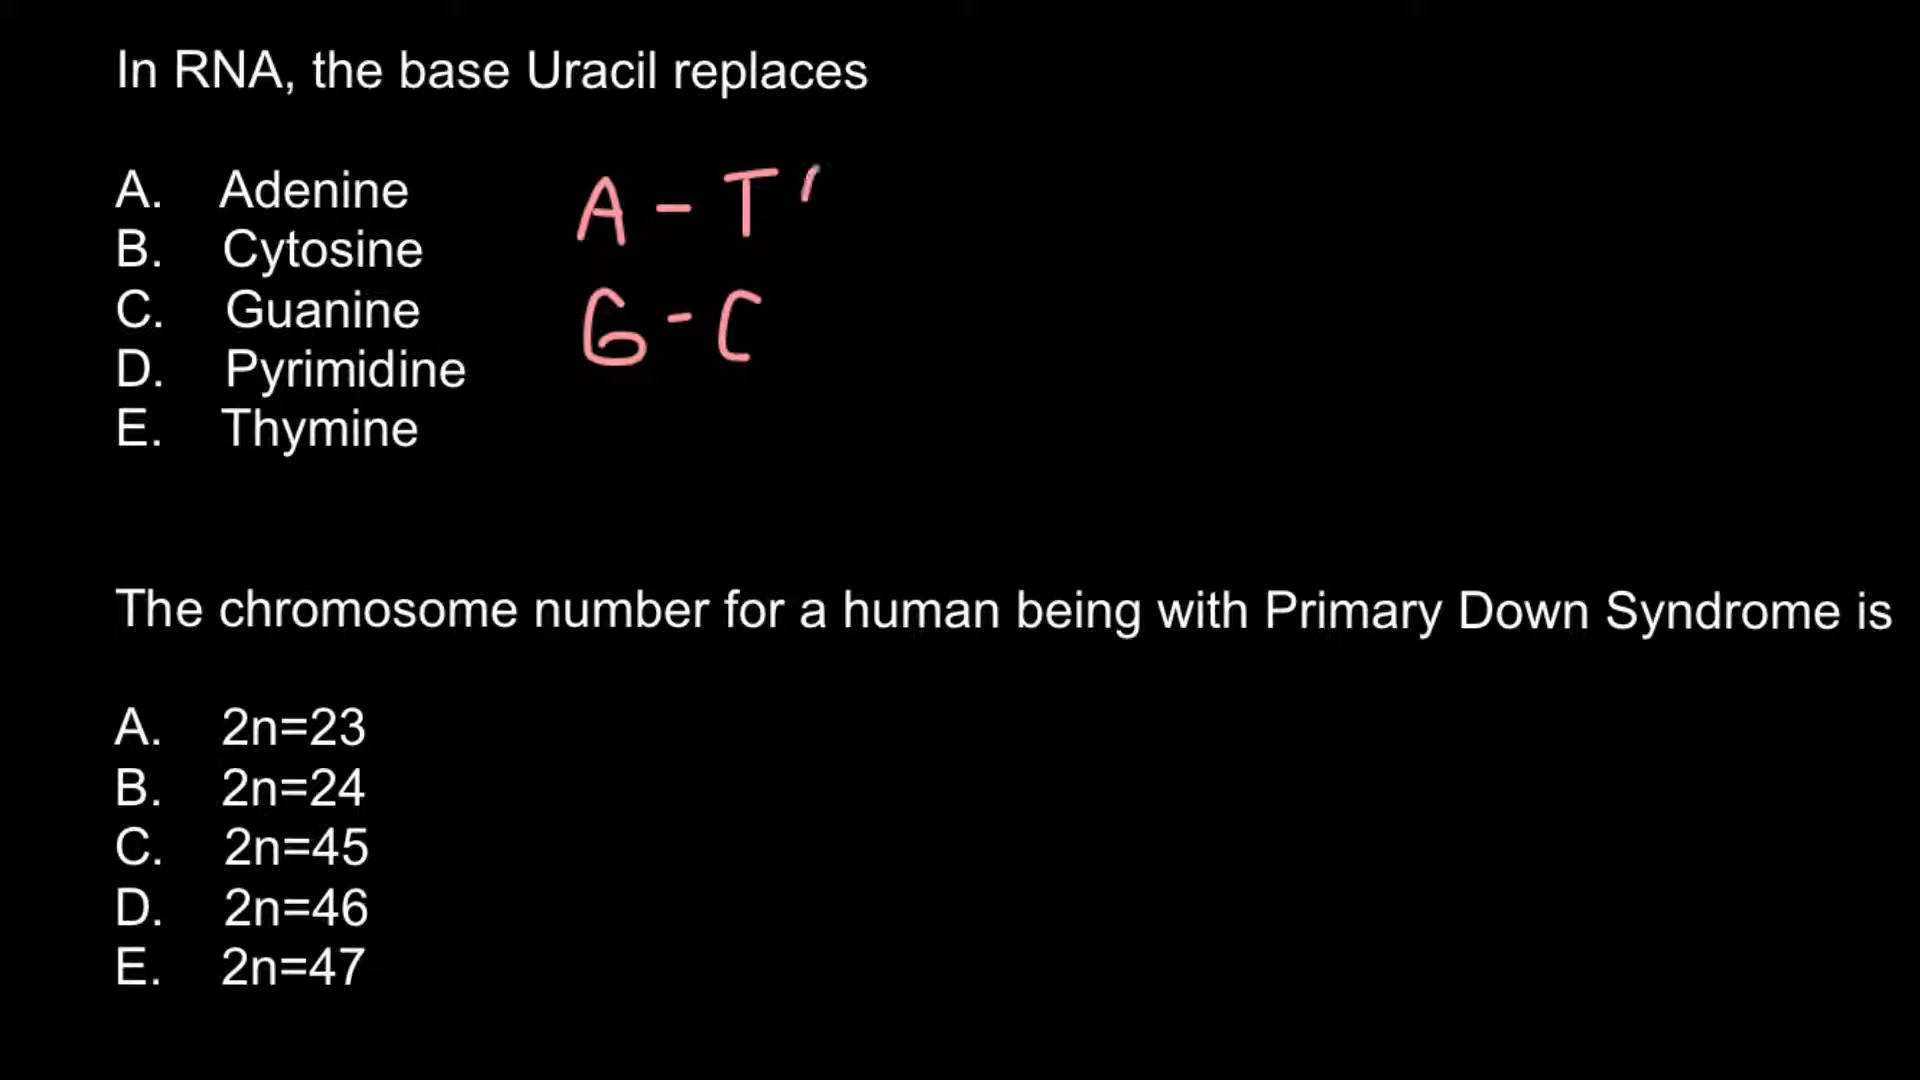 In RNA, the base Uracil replaces
A. Adenine
B. Cytosine
C. Guanine
D. Pyrimidine
E. Thymine
A - T
G - C
The chromosome number for a human being with Primary Down Syndrome is
A. 2n=23
B. 2n=24
C. 2n=45
D. 2n=46
E. 2n=47